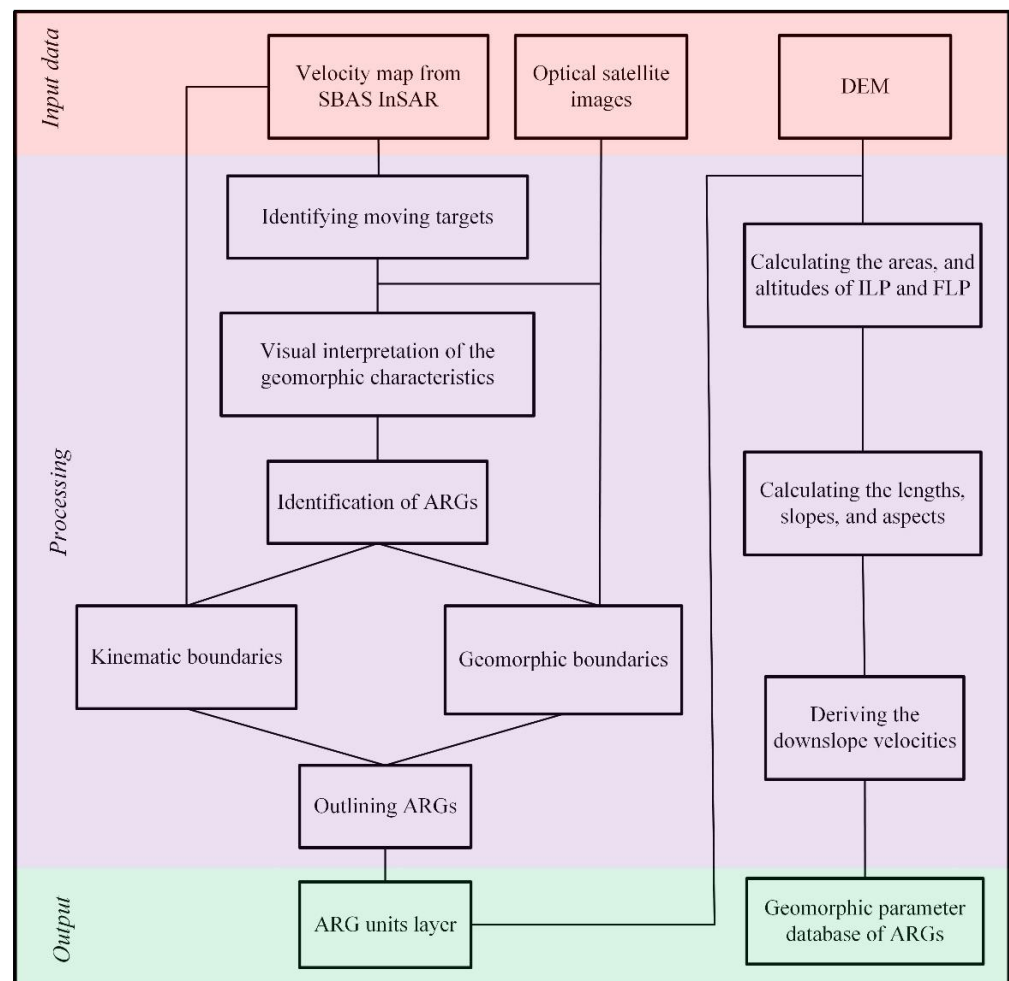 Input data
Velocity map from
SBAS InSAR
Optical satellite
images
DEM
Processing
Identifying moving targets
Visual interpretation of the
geomorphic characteristics
Identification of ARGs
Kinematic boundaries
Geomorphic boundaries
Outlining ARGs
Calculating the areas, and
altitudes of ILP and FLP
Calculating the lengths,
slopes, and aspects
Deriving the
downslope velocities
Output
ARG units layer
Geomorphic parameter
database of ARGs